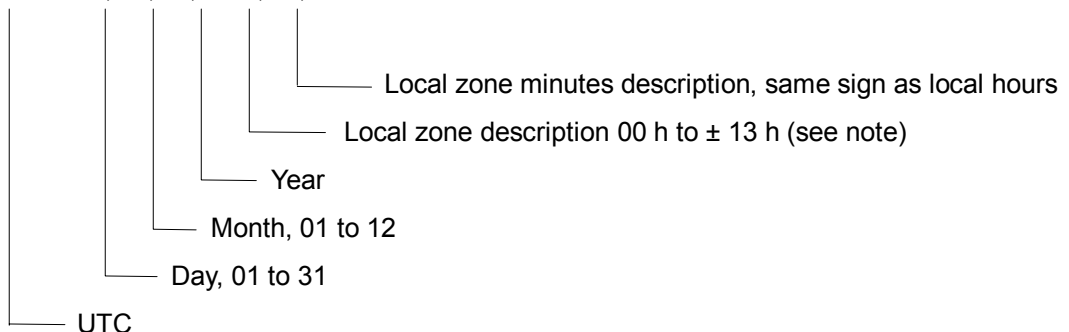 Local zone minutes description, same sign as local hours
Local zone description 00 h to ± 13 h (see note)
Year
Month, 01 to 12
Day, 01 to 31
UTC